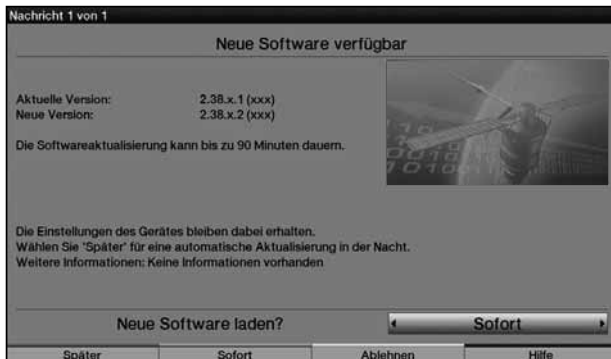 Nachricht 1 von 1
Neue Software verfügbar
Aktuelle Version: 2.38.x.1 (xxx)
Neue Version: 2.38.x.2 (xxx)
Die Softwareaktualisierung kann bis zu 90 Minuten dauern.
Die Einstellungen des Gerätes bleiben dabei erhalten.
Wählen Sie 'Später' für eine automatische Aktualisierung in der Nacht.
Weitere Informationen: Keine Informationen vorhanden
Neue Software laden? Sofort
Später Sofort Ablehnen Hilfe